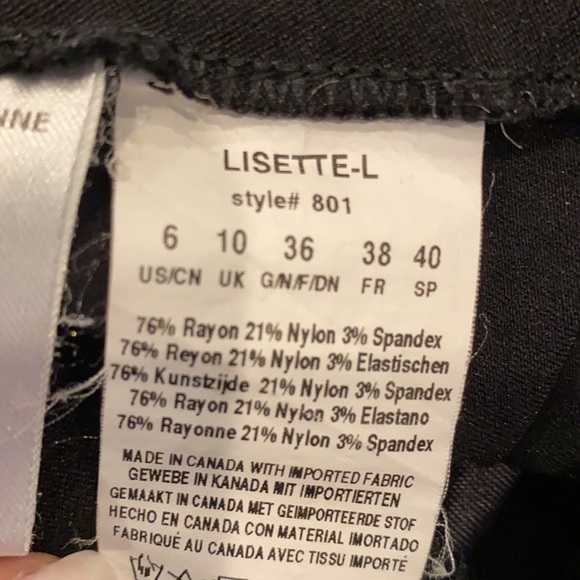 NNE
LISETTE-L
style# 801
6 10 36 38 40
US/CN UK G/N/F/DN FR SP
76% Rayon 21% Nylon 3% Spandex
76% Reyon 21% Nylon 3% Elastischen
76% Kunstzijde 21% Nylon 3% Spandex
76% Rayon 21% Nylon 3% Elastano
76% Rayonne 21% Nylon 3% Spandex
MADE IN CANADA WITH IMPORTED FABRIC
GEWEBE IN KANADA MIT IMPORTIERTEN
GEMAAKT IN CANADA MET GEIMPORTEERDE STOF
HECHO EN CANADA CON MATERIAL IMORTADO
FABRIQUÉ AU CANADA AVEC TISSU IMPORTÉ